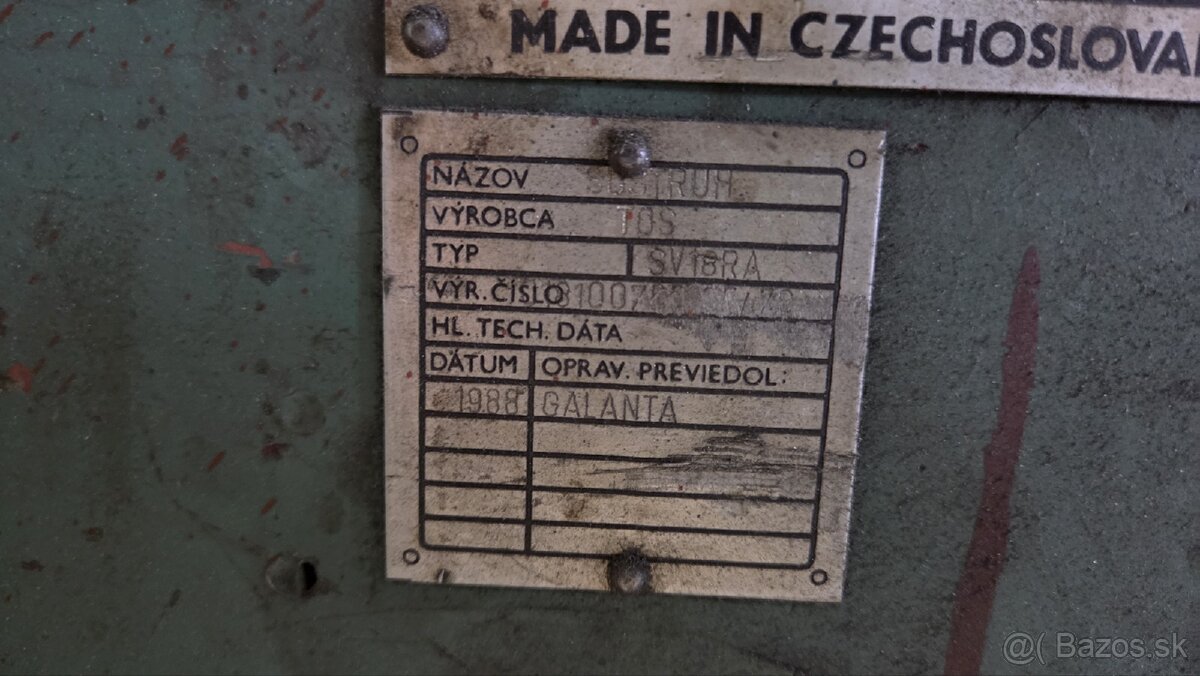 MADE IN CZECHOSLOVA
NÁZOV SÚSTRUH
VÝROBCA TOS
TYP SV18RA
VÝR. ČÍSLO
HL. TECH. DÁTA
DÁTUM OPRAV. PREVIEDOL:
1988 GALANTA
@( Bazos.sk